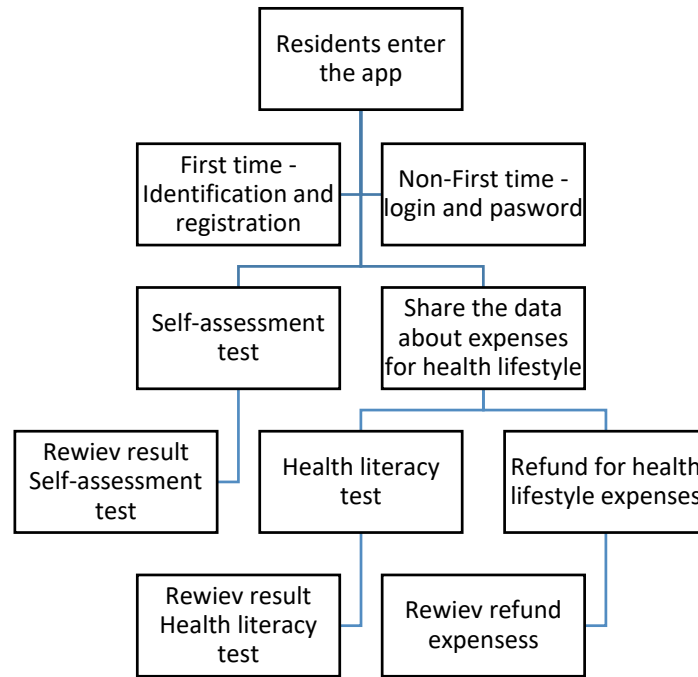 Residents enter
the app
First time -
Identification and
registration
Non-First time -
login and pasword
Self-assessment
test
Share the data
about expenses
for health lifestyle
Rewiev result
Self-assessment
test
Health literacy
test
Refund for health
lifestyle expenses
Rewiev result
Health literacy
test
Rewiev refund
expensess